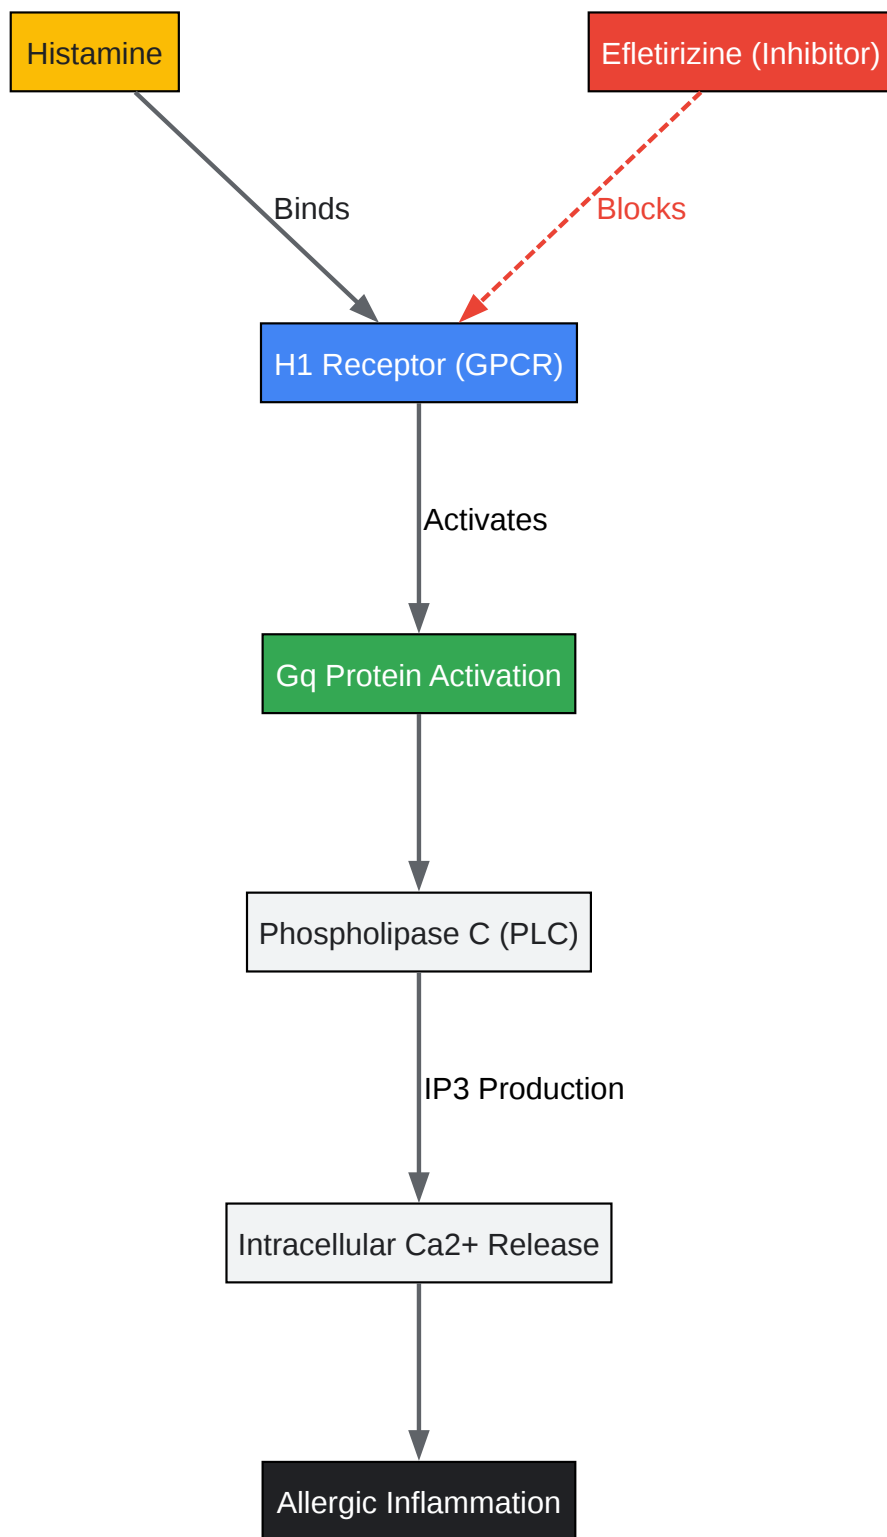 Histamine
Efletirizine (Inhibitor)
Binds
Blocks
H1 Receptor (GPCR)
Activates
Gq Protein Activation
Phospholipase C (PLC)
IP3 Production
Intracellular Ca2+ Release
Allergic Inflammation